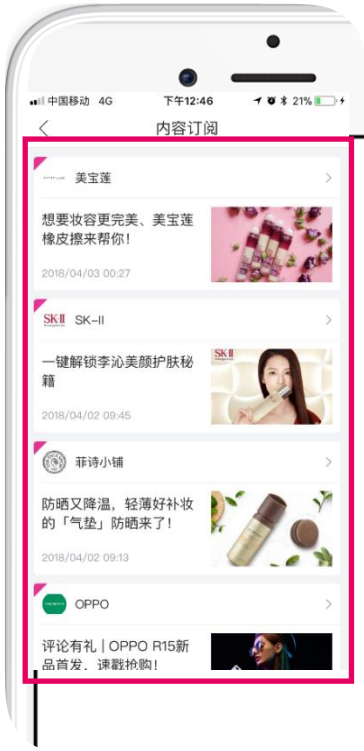 中国移动 4G 下午12:46 21%
内容订阅
美宝莲
想要妆容更完美、美宝莲
橡皮擦来帮你!
2018/04/03 00:27
SK-II SK-II
一键解锁李沁美颜护肤秘
籍
SK-II
2018/04/02 09:45
菲诗小铺
防晒又降温，轻薄好补妆
的「气垫」防晒来了!
2018/04/02 09:13
OPPO
评论有礼 | OPPO R15新
品首发，速戳抢购!